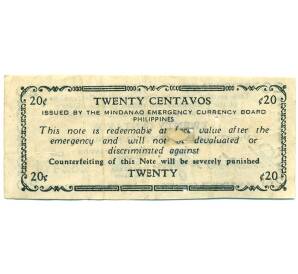 20¢ TWENTY CENTAVOS ¢20
ISSUED BY THE MINDANAO EMERGENCY CURRENCY BOARD
PHILIPPINES
This note is redeemable at value after the
emergency and will not devaluated or
discriminated against
Counterfeiting of this Note will be severely punished
20¢ TWENTY ¢20